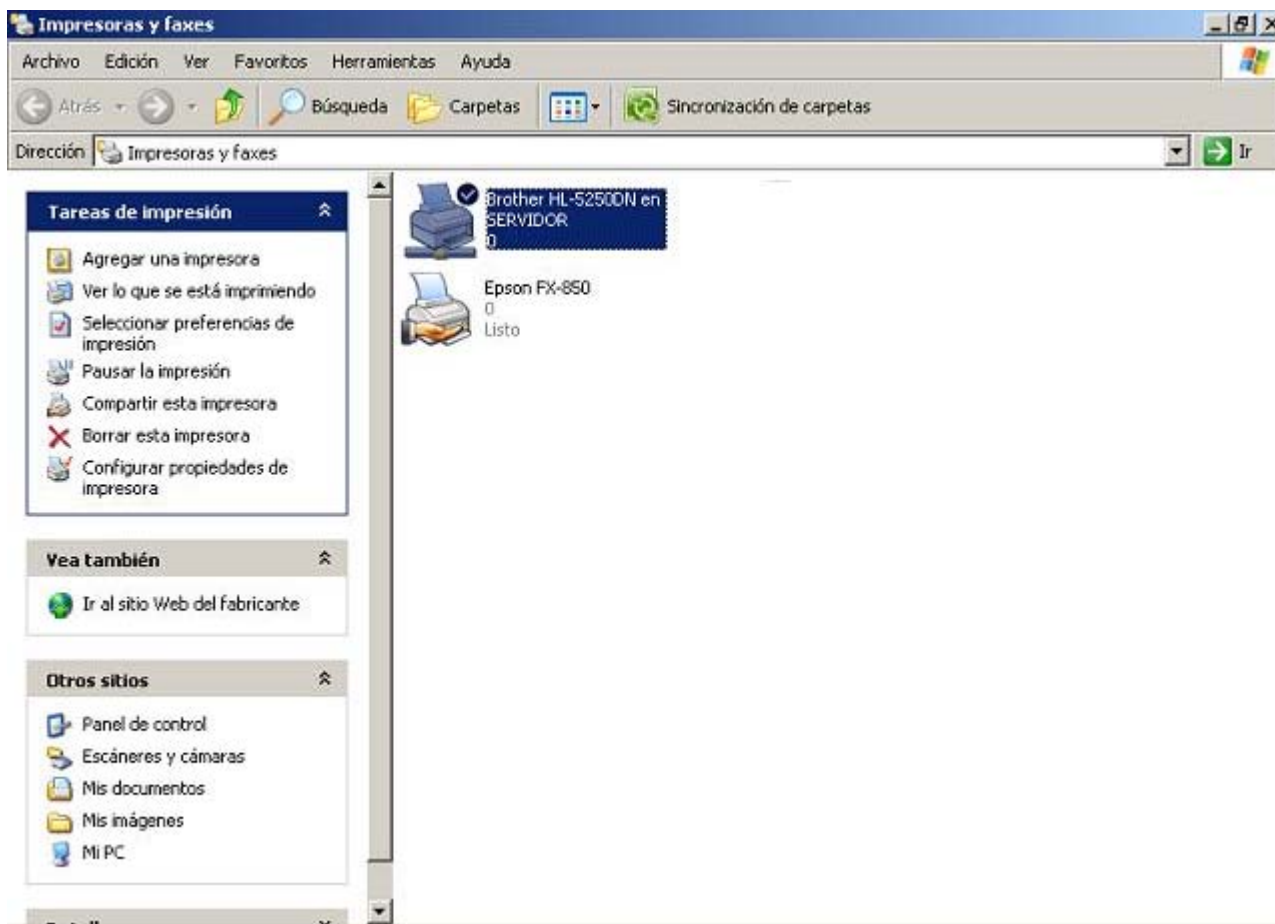 Impresoras y faxes
Archivo Edición Ver Favoritos Herramientas Ayuda
Atrás Búsqueda Carpetas Sincronización de carpetas
Dirección Impresoras y faxes Ir
Tareas de impresión
Agregar una impresora
Ver lo que se está imprimiendo
Seleccionar preferencias de
impresión
Pausar la impresión
Compartir esta impresora
Borrar esta impresora
Configurar propiedades de
impresora
Vea también
Ir al sitio Web del fabricante
Otros sitios
Panel de control
Escáneres y cámaras
Mis documentos
Mis imágenes
Mi PC
Brother HL-5250DN en
SERVIDOR
0
Epson FX-850
0
Listo